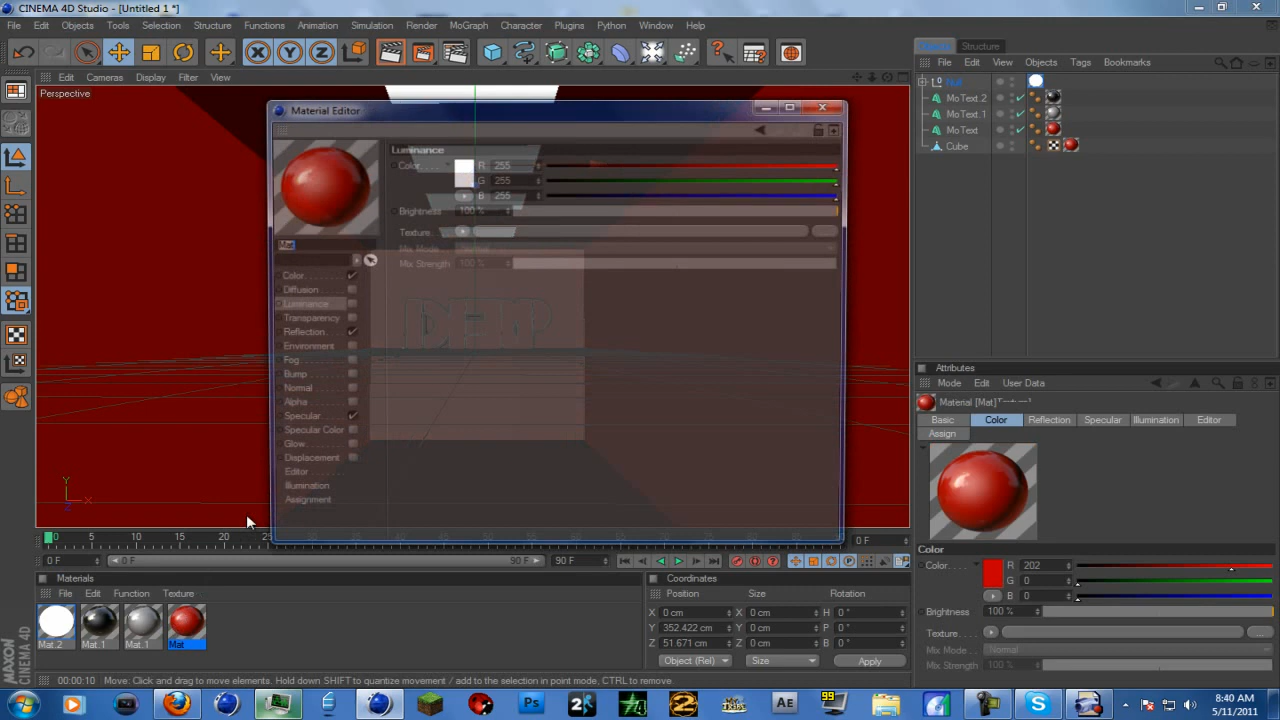 CINEMA 4D Studio - [Untitled 1 *]
File Edit Objects Tools Selection Structure Functions Animation Simulation Render MoGraph Character Plugins Python Window Help
Edit Cameras Display Filter View
Perspective
Material Editor
Luminance
Color. . . . R 255
G 255
B 255
Brightness 100 %
Texture. . . . .
Mix Mode. . Normal
Mix Strength 100 %
Mat
Color. . . . . . . .
Diffusion . . . .
Luminance. . .
Transparency
Reflection. . . .
Environment
Fog. . . . . . . .
Bump. . . . . .
Normal . . . . .
Alpha. . . . . . .
Specular. . . . .
Specular Color
Glow. . . . . . .
Displacement
Editor . . . . . .
Illumination
Assignment
0 5 10 15 20 25 0 F
0 F 0 F 90 F 90 F
Objects Structure
File Edit View Objects Tags Bookmarks
Null
MoText.2
MoText.1
MoText
Cube
Attributes
Mode Edit User Data
Material [Mat]
Basic Color Reflection Specular Illumination Editor
Assign
Color
Color. . . . R 202
G 0
B 0
Brightness 100 %
Texture. . . . .
Mix Mode. . . Normal
Mix Strength 100 %
Materials
File Edit Function Texture
Mat.2 Mat.1 Mat.1 Mat
Coordinates
Position Size Rotation
X 0 cm X 0 cm H 0 °
Y 352.422 cm Y 0 cm P 0 °
Z 51.671 cm Z 0 cm B 0 °
Object (Rel) Size Apply
MAXON
CINEMA 4D
00:00:10 Move: Click and drag to move elements. Hold down SHIFT to quantize movement / add to the selection in point mode, CTRL to remove.
Ps
2K
AE
99
8:40 AM
5/11/2011